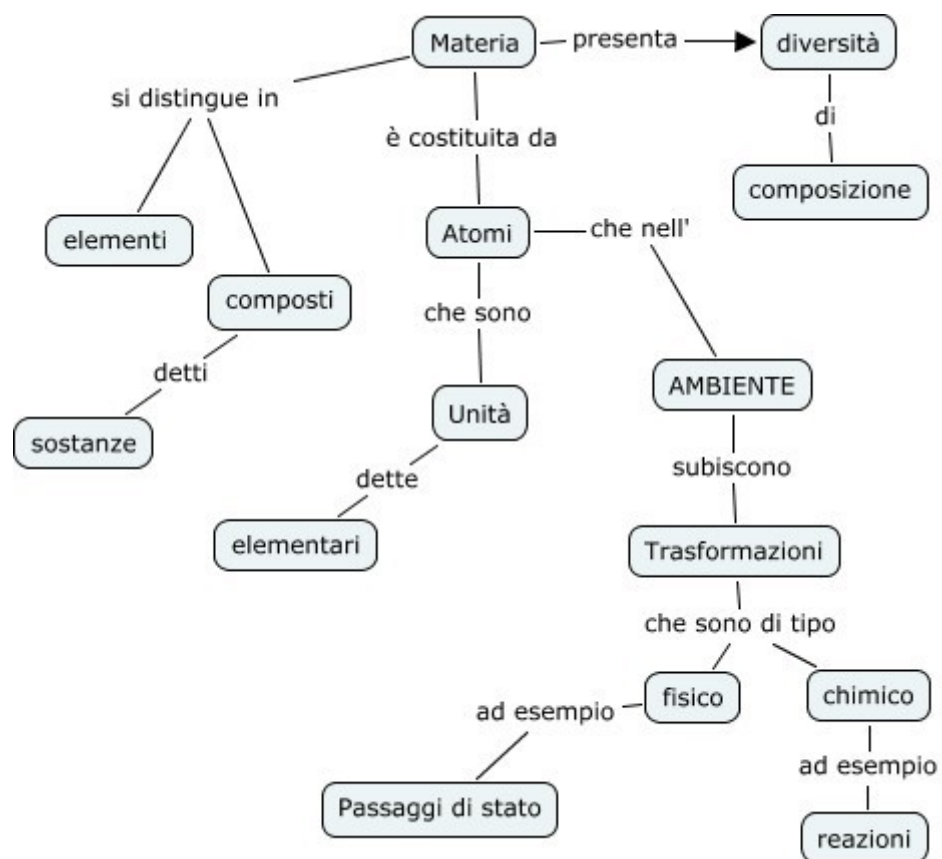 Materia
presenta
diversità
si distingue in
di
è costituita da
composizione
elementi
Atomi
che nell'
composti
che sono
detti
AMBIENTE
sostanze
Unità
subiscono
dette
elementari
Trasformazioni
che sono di tipo
fisico
chimico
ad esempio
ad esempio
Passaggi di stato
reazioni